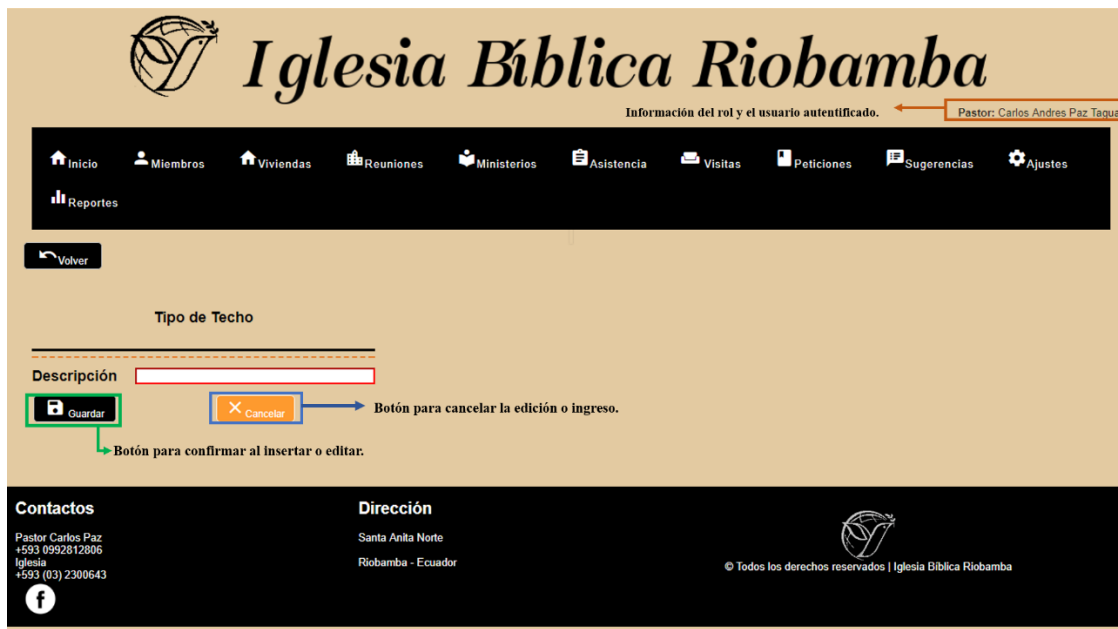 Iglesia Bíblica Riobamba
Información del rol y el usuario autentificado.
Pastor: Carlos Andres Paz Tagua
Inicio Miembros Viviendas Reuniones Ministerios Asistencia Visitas Peticiones Sugerencias Ajustes
Reportes
Volver
Tipo de Techo
Descripción
Guardar Cancelar Botón para cancelar la edición o ingreso.
Botón para confirmar al insertar o editar.
Contactos
Pastor Carlos Paz
+593 0992812806
Iglesia
+593 (03) 2300643
Dirección
Santa Anita Norte
Riobamba - Ecuador
© Todos los derechos reservados | Iglesia Bíblica Riobamba